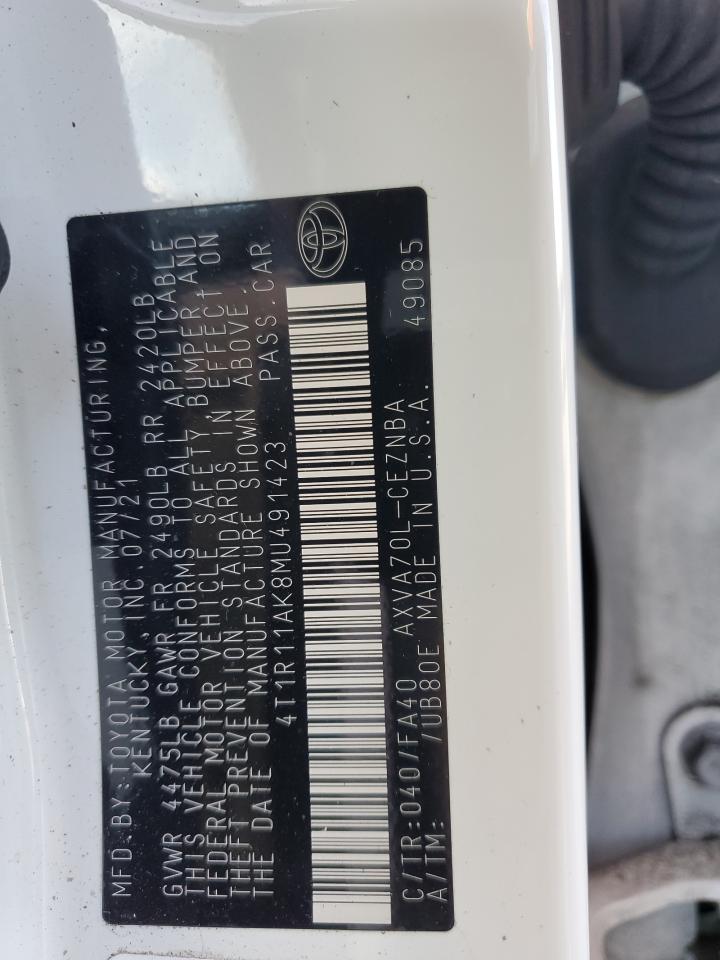 MFD.BY:TOYOTA MOTOR MANUFACTURING,
KENTUCKY, INC. 07/21
GVWR 4475LB GAWR FR 2490LB RR 2420LB
THIS VEHICLE CONFORMS TO ALL APPLICABLE
FEDERAL MOTOR VEHICLE SAFETY, BUMPER, AND
THEFT PREVENTION STANDARDS IN EFFECT ON
THE DATE OF MANUFACTURE SHOWN ABOVE.
4T1R11AK8MU491423 PASS.CAR
C/TR:040/FA40 AXVA70L-CEZNBA
A/TM: /UB80E MADE IN U.S.A. 49085